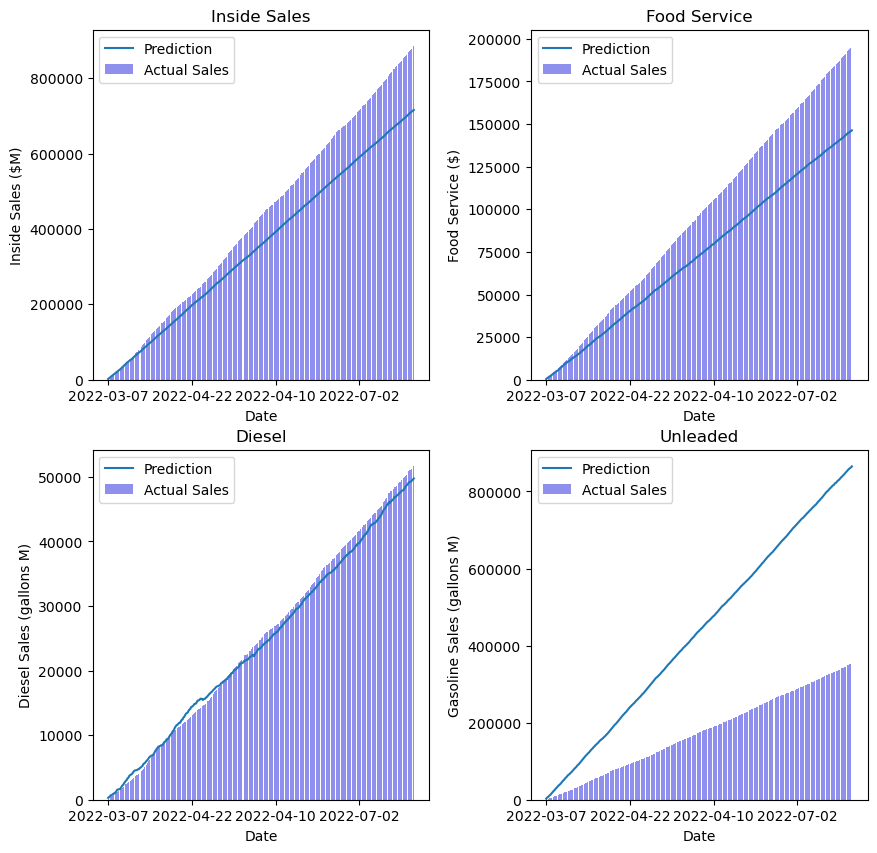 Inside Sales
Prediction
Actual Sales
800000
600000
400000
200000
0
Inside Sales ($M)
2022-03-07 2022-04-22 2022-04-10 2022-07-02
Date
Food Service
Prediction
Actual Sales
200000
175000
150000
125000
100000
75000
50000
25000
0
Food Service ($)
2022-03-07 2022-04-22 2022-04-10 2022-07-02
Date
Diesel
Prediction
Actual Sales
50000
40000
30000
20000
10000
0
Diesel Sales (gallons M)
2022-03-07 2022-04-22 2022-04-10 2022-07-02
Date
Unleaded
Prediction
Actual Sales
800000
600000
400000
200000
0
Gasoline Sales (gallons M)
2022-03-07 2022-04-22 2022-04-10 2022-07-02
Date